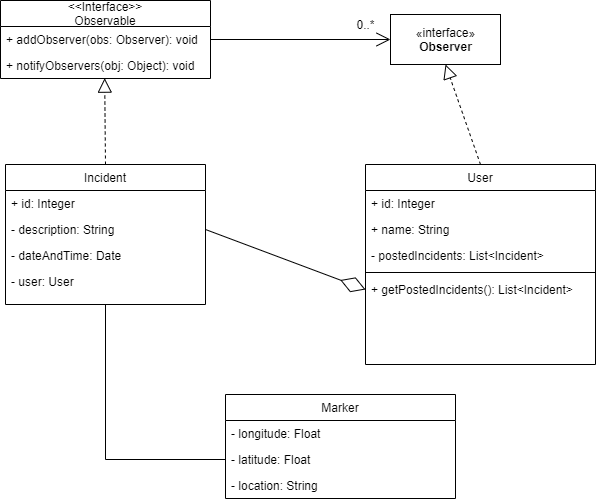 <<Interface>>
Observable
+ addObserver(obs: Observer): void
+ notifyObservers(obj: Object): void
0..*
«interface»
Observer
Incident
+ id: Integer
- description: String
- dateAndTime: Date
- user: User
User
+ id: Integer
+ name: String
- postedIncidents: List<Incident>
+ getPostedIncidents(): List<Incident>
Marker
- longitude: Float
- latitude: Float
- location: String